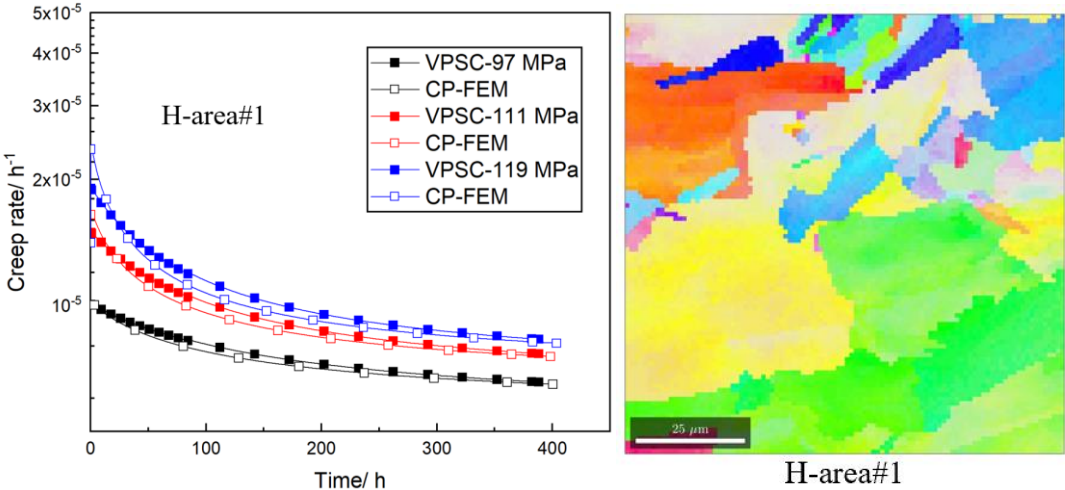 5x10⁻⁵
4x10⁻⁵
3x10⁻⁵
2x10⁻⁵
10⁻⁵
Creep rate/ h⁻¹
H-area#1
VPSC-97 MPa
CP-FEM
VPSC-111 MPa
CP-FEM
VPSC-119 MPa
CP-FEM
0 100 200 300 400
Time/ h
25 μm
H-area#1